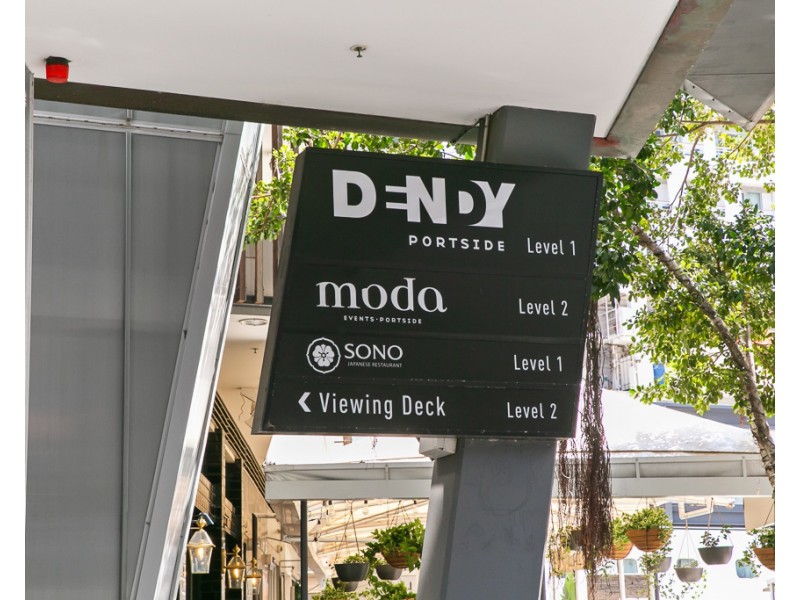 DENDY
PORTSIDE Level 1
moda
EVENTS·PORTSIDE Level 2
SONO
JAPANESE RESTAURANT Level 1
< Viewing Deck Level 2